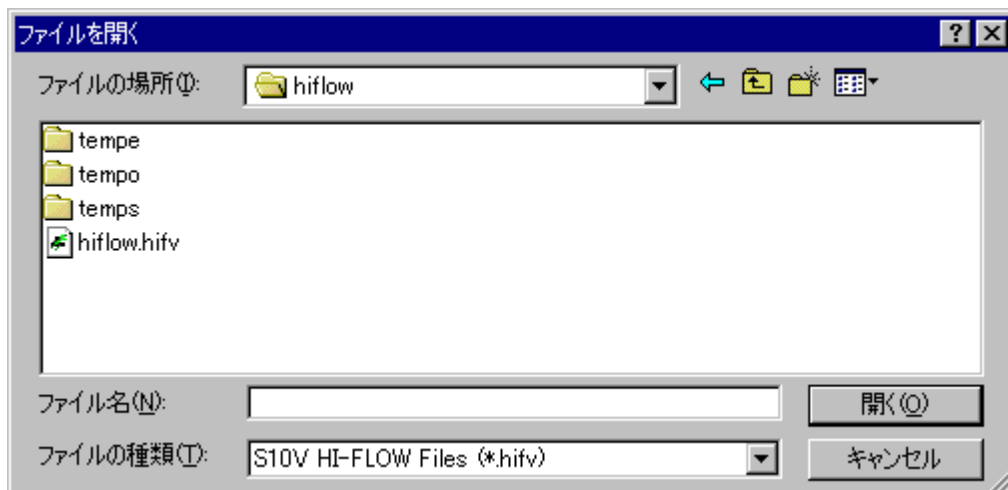 ファイルを開く
ファイルの場所(I): hiflow
tempe
tempo
temps
hiflow.hifv
ファイル名(N): 開く(O)
ファイルの種類(T): S10V HI-FLOW Files (*.hifv) キャンセル